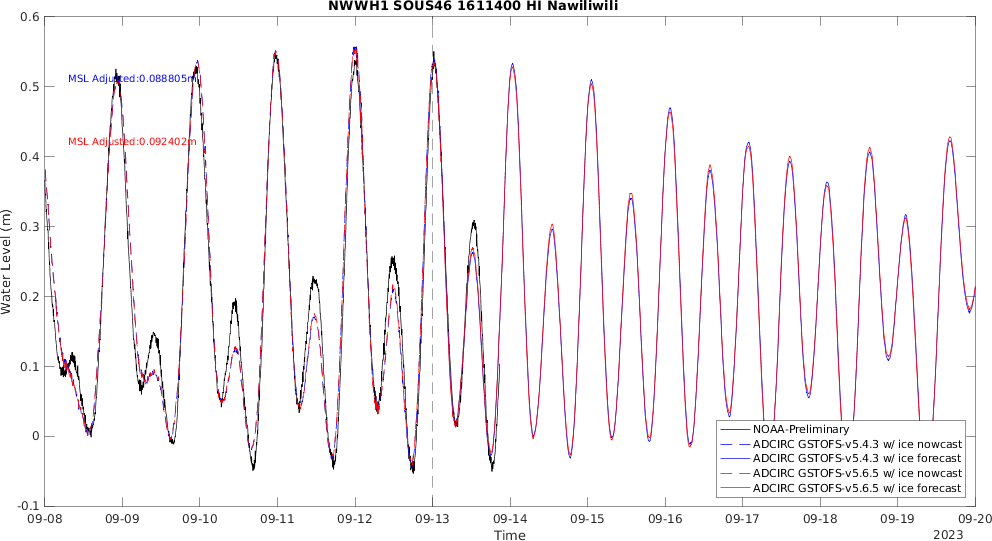 NWWH1 SOUS46 1611400 HI Nawiliwili
0.6
0.5
0.4
0.3
0.2
0.1
0
-0.1
Water Level (m)
MSL Adjusted:0.088805m
MSL Adjusted:0.092402m
NOAA-Preliminary
ADCIRC GSTOFS-v5.4.3 w/ ice nowcast
ADCIRC GSTOFS-v5.4.3 w/ ice forecast
ADCIRC GSTOFS-v5.6.5 w/ ice nowcast
ADCIRC GSTOFS-v5.6.5 w/ ice forecast
09-08 09-09 09-10 09-11 09-12 09-13 09-14 09-15 09-16 09-17 09-18 09-19 09-20
Time
2023